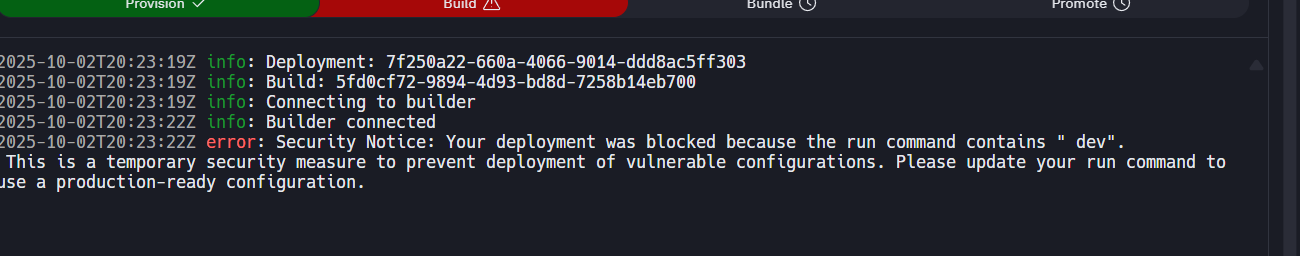 Provision
Build
Bundle
Promote
2025-10-02T20:23:19Z info: Deployment: 7f250a22-660a-4066-9014-ddd8ac5ff303
2025-10-02T20:23:19Z info: Build: 5fd0cf72-9894-4d93-bd8d-7258b14eb700
2025-10-02T20:23:19Z info: Connecting to builder
2025-10-02T20:23:22Z info: Builder connected
2025-10-02T20:23:22Z error: Security Notice: Your deployment was blocked because the run command contains " dev".
This is a temporary security measure to prevent deployment of vulnerable configurations. Please update your run command to
use a production-ready configuration.